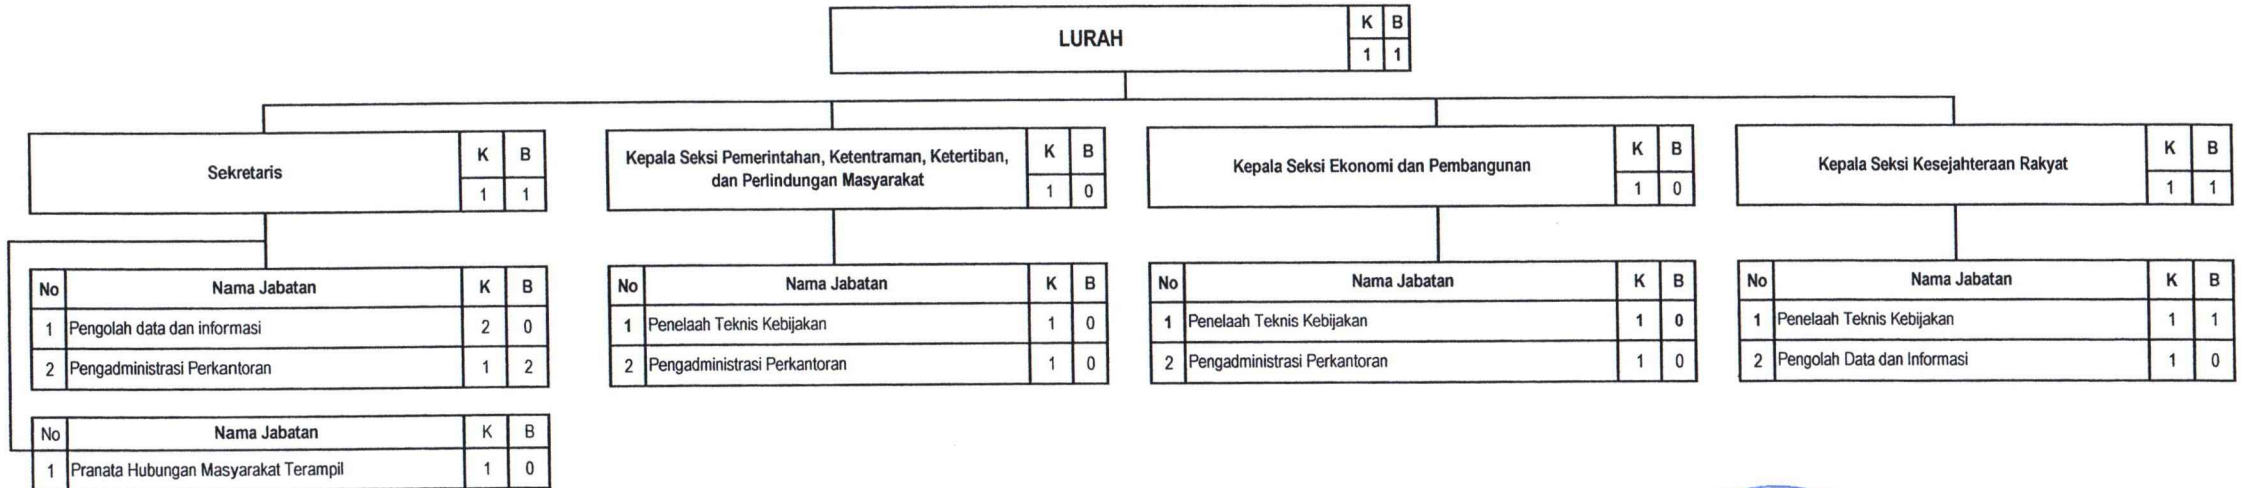 LURAH K B
1 1
Sekretaris K B
1 1
Kepala Seksi Pemerintahan, Ketentraman, Ketertiban,
dan Perlindungan Masyarakat K B
1 0
Kepala Seksi Ekonomi dan Pembangunan K B
1 0
Kepala Seksi Kesejahteraan Rakyat K B
1 1
No Nama Jabatan K B
1 Pengolah data dan informasi 2 0
2 Pengadministrasi Perkantoran 1 2
No Nama Jabatan K B
1 Pranata Hubungan Masyarakat Terampil 1 0
No Nama Jabatan K B
1 Penelaah Teknis Kebijakan 1 0
2 Pengadministrasi Perkantoran 1 0
No Nama Jabatan K B
1 Penelaah Teknis Kebijakan 1 0
2 Pengadministrasi Perkantoran 1 0
No Nama Jabatan K B
1 Penelaah Teknis Kebijakan 1 1
2 Pengolah Data dan Informasi 1 0